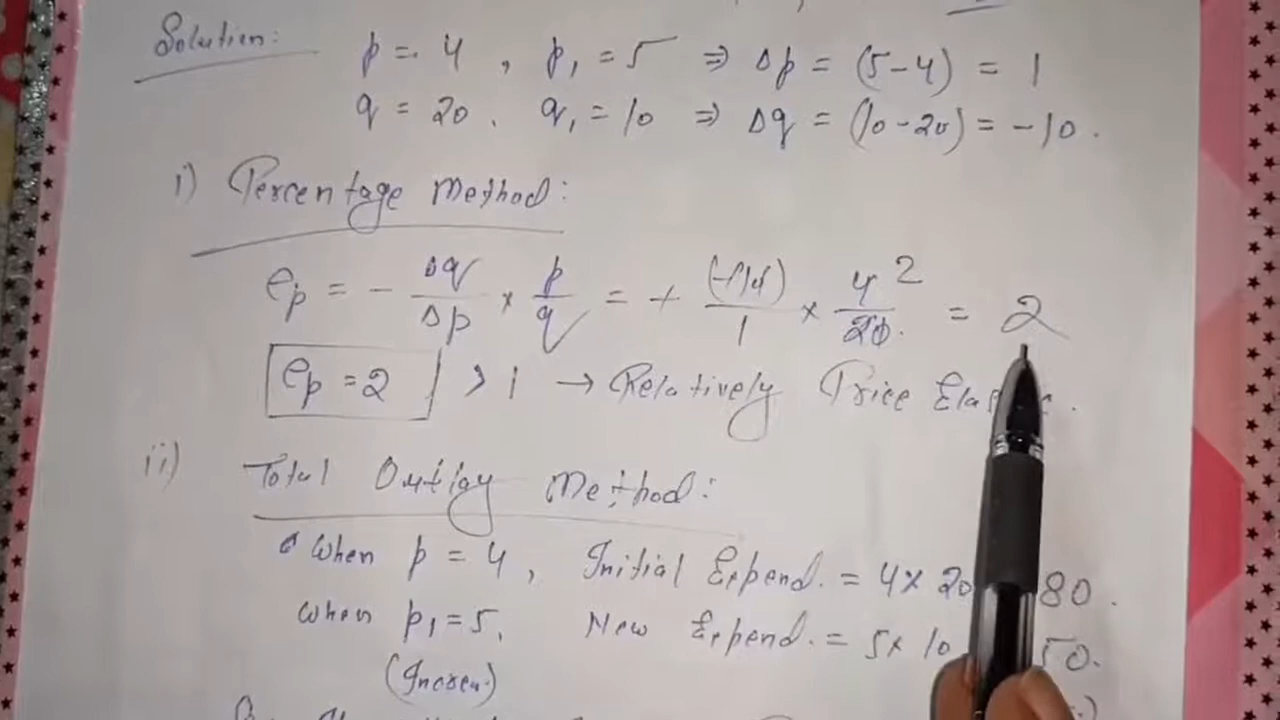 Solution:
p = 4 , p₁ = 5 ⇒ Δp = (5-4) = 1
q = 20 . q₁ = 10 ⇒ Δq = (10-20) = -10 .
i) Percentage Method:
eₚ = - Δq/Δp × p/q = + (-10)/1 × 4/20 2 = 2
eₚ = 2 > 1 → Relatively Price
ii) Total Outlay Method:
When p = 4 , Initial Expend. = 4 × 20 80 .
When p₁ = 5 , New Expend. = 5 × 10 50 .